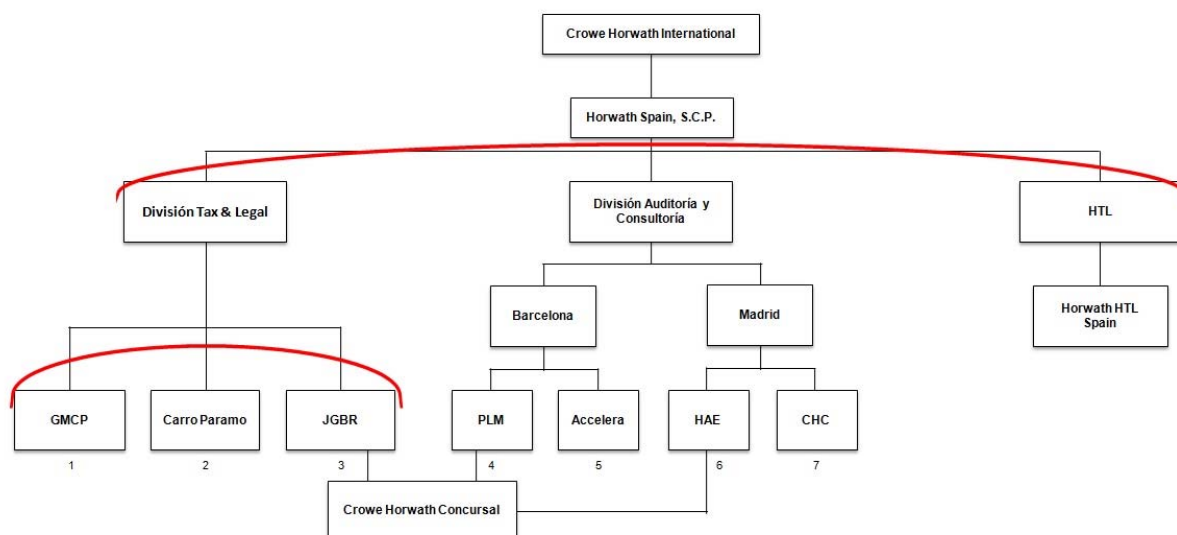 Crowe Horwath International
Horwath Spain, S.C.P.
División Tax & Legal
División Auditoría y
Consultoría
HTL
Barcelona
Madrid
Horwath HTL
Spain
GMCP
Carro Paramo
JGBR
PLM
Accelera
HAE
CHC
1
2
3
4
5
6
7
Crowe Horwath Concursal